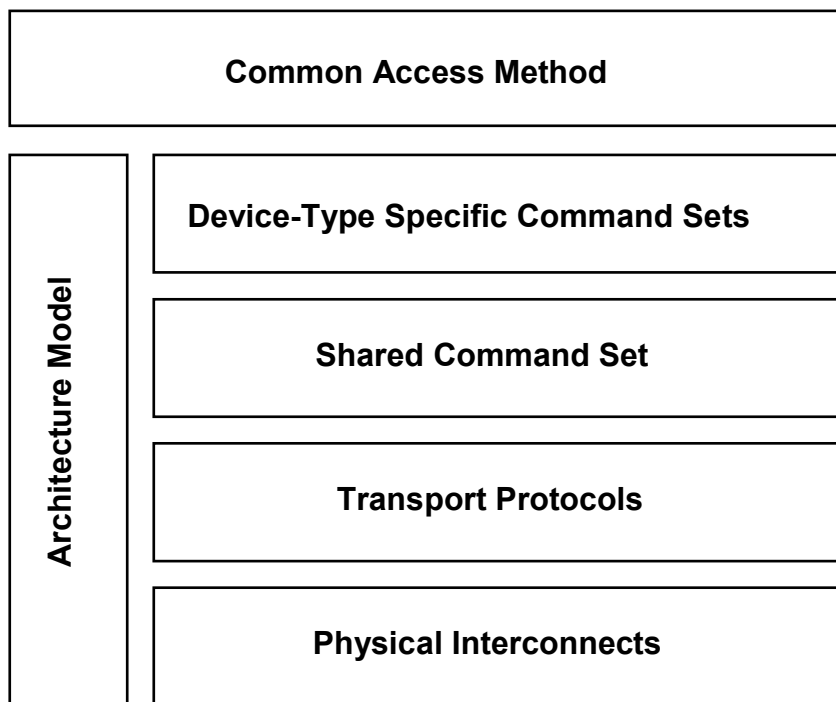 Common Access Method
Architecture Model
Device-Type Specific Command Sets
Shared Command Set
Transport Protocols
Physical Interconnects